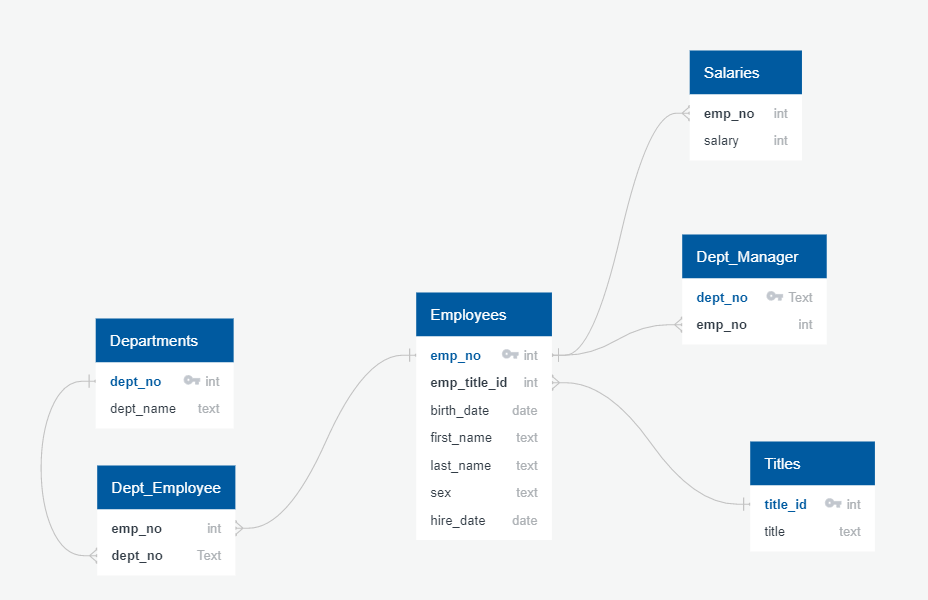 Salaries
emp_no int
salary int
Dept_Manager
dept_no Text
emp_no int
Employees
emp_no int
emp_title_id int
birth_date date
first_name text
last_name text
sex text
hire_date date
Departments
dept_no int
dept_name text
Dept_Employee
emp_no int
dept_no Text
Titles
title_id int
title text